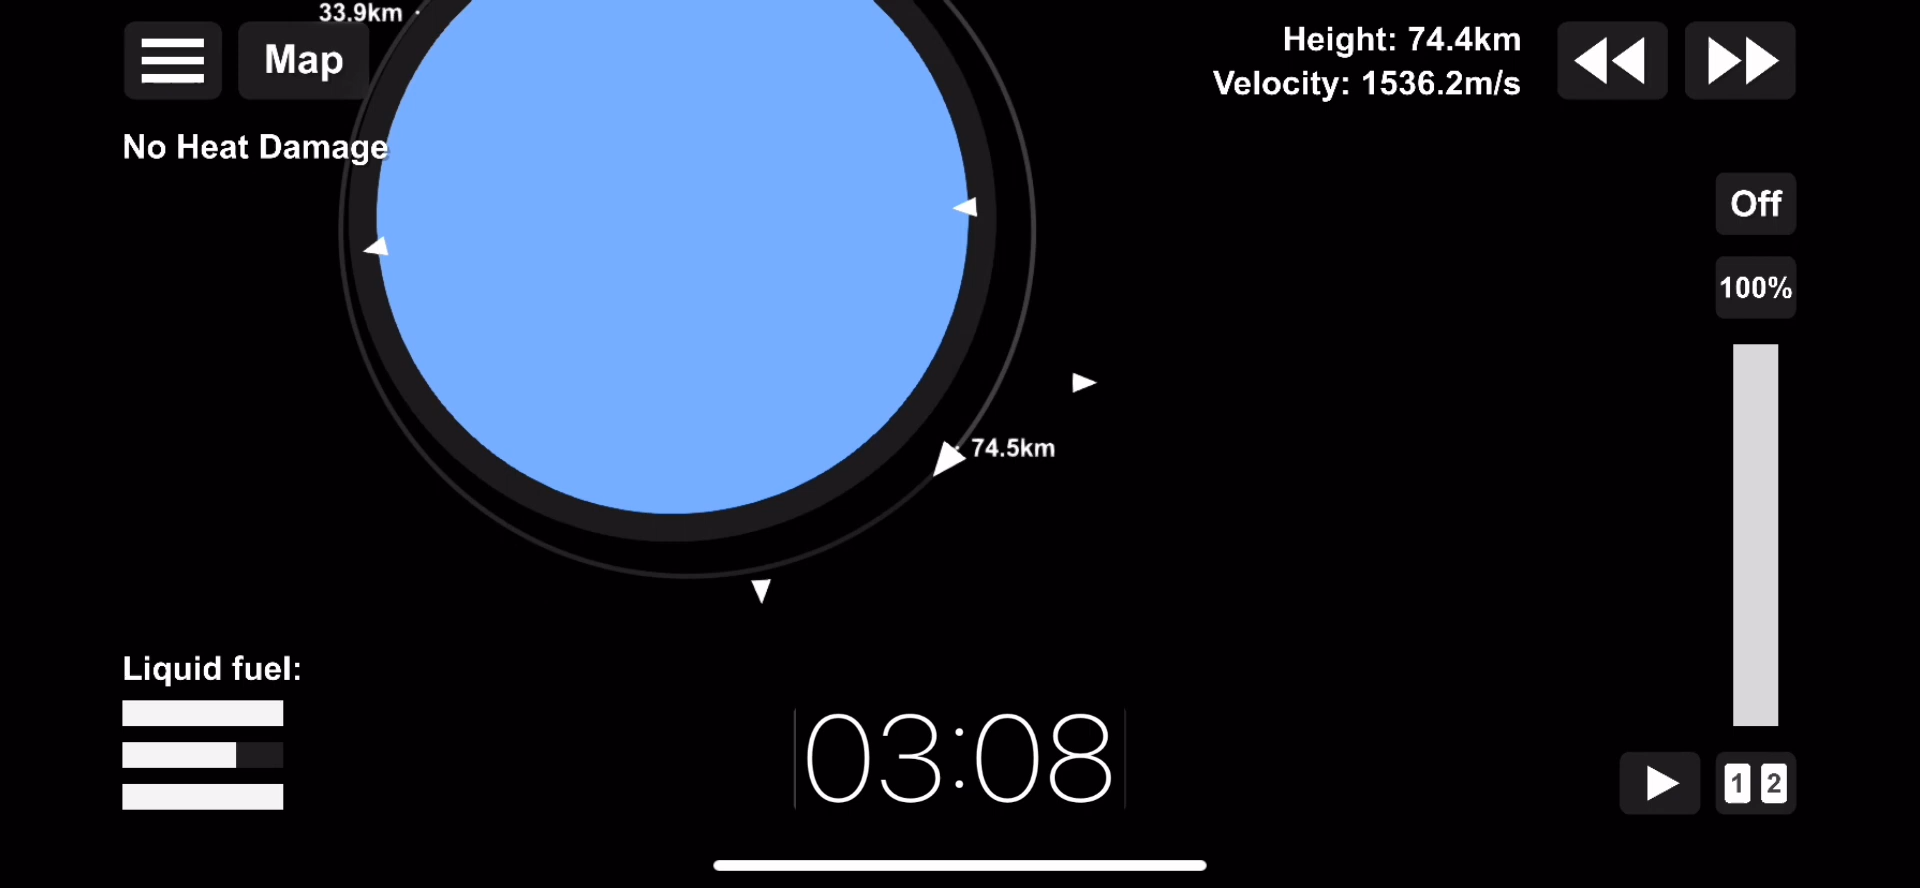 33.9km
Map
Height: 74.4km
Velocity: 1536.2m/s
No Heat Damage
Off
100%
74.5km
Liquid fuel:
03:08
1 2